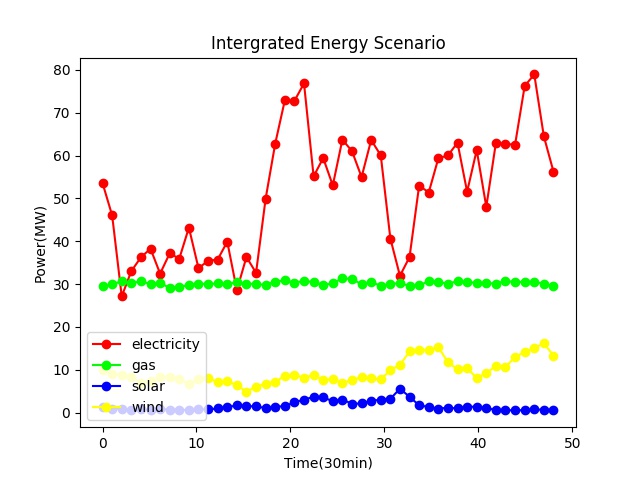 Intergrated Energy Scenario
Power(MW)
80
70
60
50
40
30
20
10
0
electricity
gas
solar
wind
0 10 20 30 40 50
Time(30min)